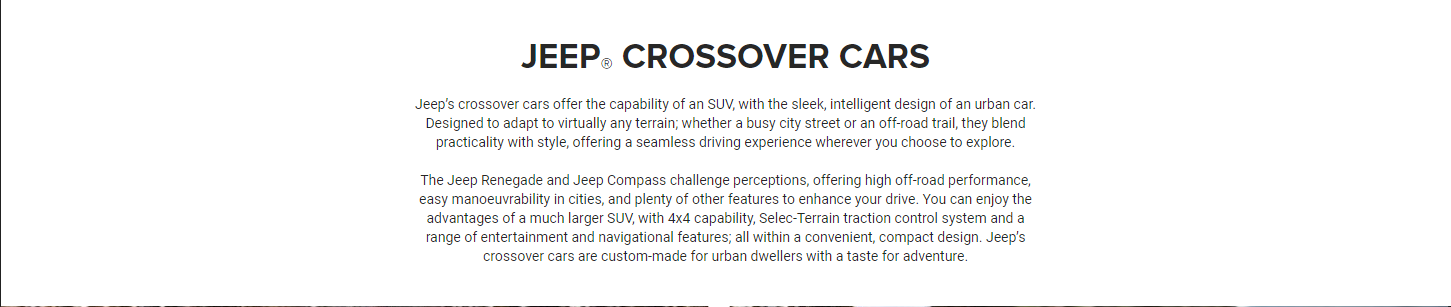 JEEP® CROSSOVER CARS
Jeep's crossover cars offer the capability of an SUV, with the sleek, intelligent design of an urban car.
Designed to adapt to virtually any terrain; whether a busy city street or an off-road trail, they blend
practicality with style, offering a seamless driving experience wherever you choose to explore.
The Jeep Renegade and Jeep Compass challenge perceptions, offering high off-road performance,
easy manoeuvrability in cities, and plenty of other features to enhance your drive. You can enjoy the
advantages of a much larger SUV, with 4x4 capability, Selec-Terrain traction control system and a
range of entertainment and navigational features; all within a convenient, compact design. Jeep's
crossover cars are custom-made for urban dwellers with a taste for adventure.